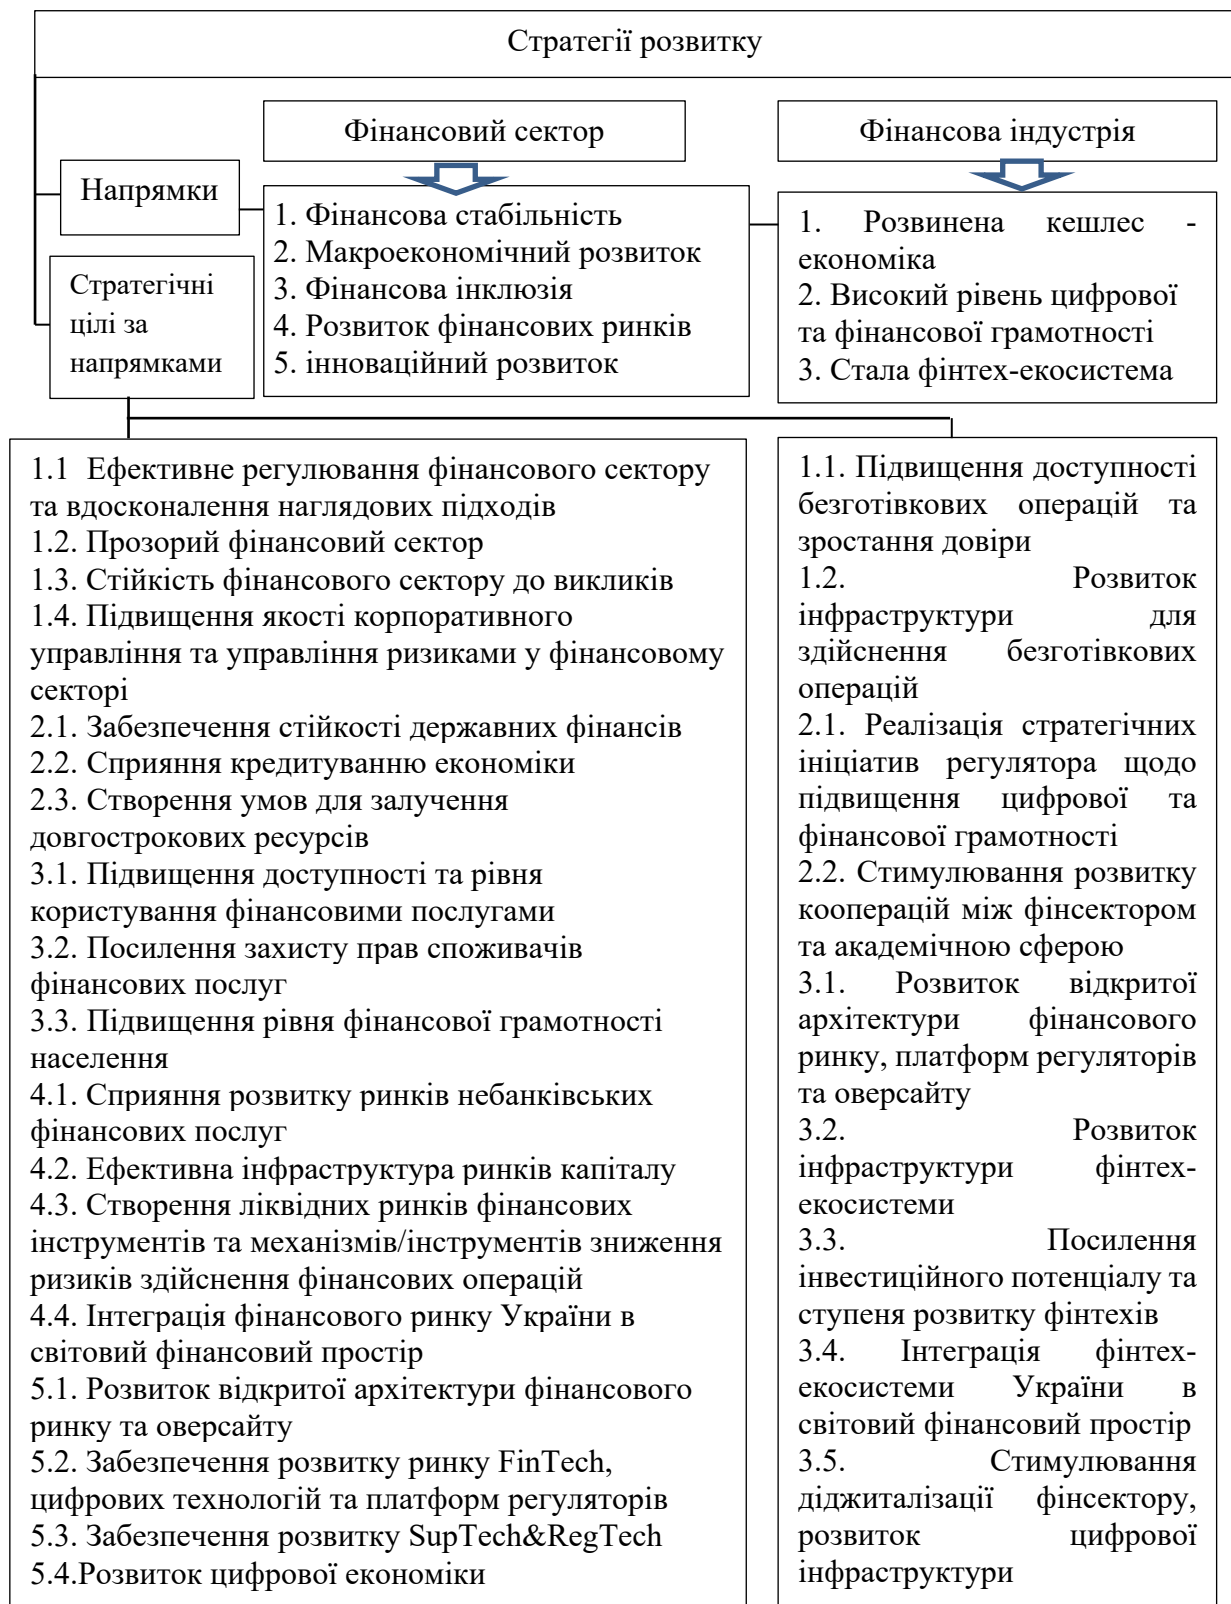 Стратегії розвитку
Фінансовий сектор
Фінансова індустрія
Напрямки
1. Фінансова стабільність
2. Макроекономічний розвиток
3. Фінансова інклюзія
4. Розвиток фінансових ринків
5. інноваційний розвиток
1. Розвинена кешлес -
економіка
2. Високий рівень цифрової
та фінансової грамотності
3. Стала фінтех-екосистема
Стратегічні
цілі за
напрямками
1.1 Ефективне регулювання фінансового сектору
та вдосконалення наглядових підходів
1.2. Прозорий фінансовий сектор
1.3. Стійкість фінансового сектору до викликів
1.4. Підвищення якості корпоративного
управління та управління ризиками у фінансовому
секторі
2.1. Забезпечення стійкості державних фінансів
2.2. Сприяння кредитуванню економіки
2.3. Створення умов для залучення
довгострокових ресурсів
3.1. Підвищення доступності та рівня
користування фінансовими послугами
3.2. Посилення захисту прав споживачів
фінансових послуг
3.3. Підвищення рівня фінансової грамотності
населення
4.1. Сприяння розвитку ринків небанківських
фінансових послуг
4.2. Ефективна інфраструктура ринків капіталу
4.3. Створення ліквідних ринків фінансових
інструментів та механізмів/інструментів зниження
ризиків здійснення фінансових операцій
4.4. Інтеграція фінансового ринку України в
світовий фінансовий простір
5.1. Розвиток відкритої архітектури фінансового
ринку та оверсайту
5.2. Забезпечення розвитку ринку FinTech,
цифрових технологій та платформ регуляторів
5.3. Забезпечення розвитку SupTech&RegTech
5.4.Розвиток цифрової економіки
1.1. Підвищення доступності
безготівкових операцій та
зростання довіри
1.2. Розвиток
інфраструктури для
здійснення безготівкових
операцій
2.1. Реалізація стратегічних
ініціатив регулятора щодо
підвищення цифрової та
фінансової грамотності
2.2. Стимулювання розвитку
кооперацій між фінсектором
та академічною сферою
3.1. Розвиток відкритої
архітектури фінансового
ринку, платформ регуляторів
та оверсайту
3.2. Розвиток
інфраструктури фінтех-
екосистеми
3.3. Посилення
інвестиційного потенціалу та
ступеня розвитку фінтехів
3.4. Інтеграція фінтех-
екосистеми України в
світовий фінансовий простір
3.5. Стимулювання
діджиталізації фінсектору,
розвиток цифрової
інфраструктури